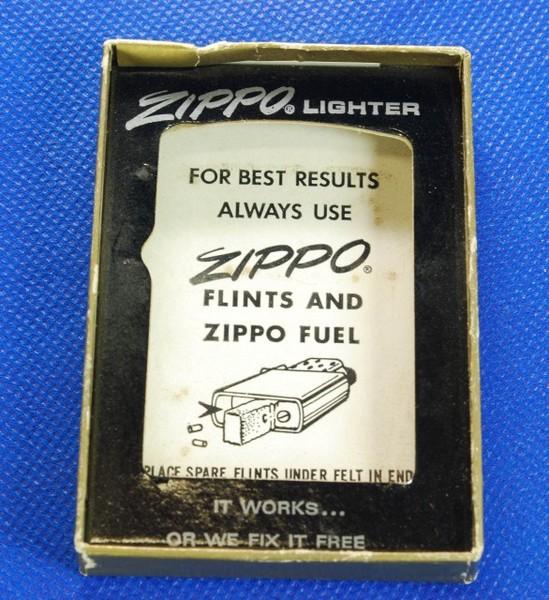 ZIPPO® LIGHTER
FOR BEST RESULTS
ALWAYS USE
ZIPPO®
FLINTS AND
ZIPPO FUEL
PLACE SPARE FLINTS UNDER FELT IN END
IT WORKS...
OR WE FIX IT FREE